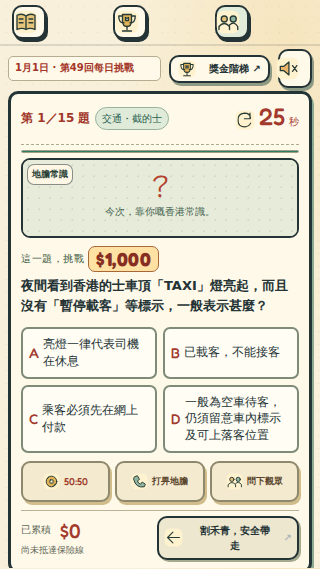 1月1日 · 第49回每日挑戰
獎金階梯 ↗
第 1／15 題
交通 · 截的士
25 秒
地膽常識
?
今次，靠你嘅香港常識。
這一題，挑戰 $1,000
夜間看到香港的士車頂「TAXI」燈亮起，而且
沒有「暫停載客」等標示，一般表示甚麼？
A 亮燈一律代表司機
在休息
B 已載客，不能接客
C 乘客必須先在網上
付款
D 一般為空車待客，
仍須留意車內標示
及可上落客位置
50:50
打畀地膽
問下觀眾
已累積 $0
尚未抵達保險線
割禾青，安全帶
走 ↗